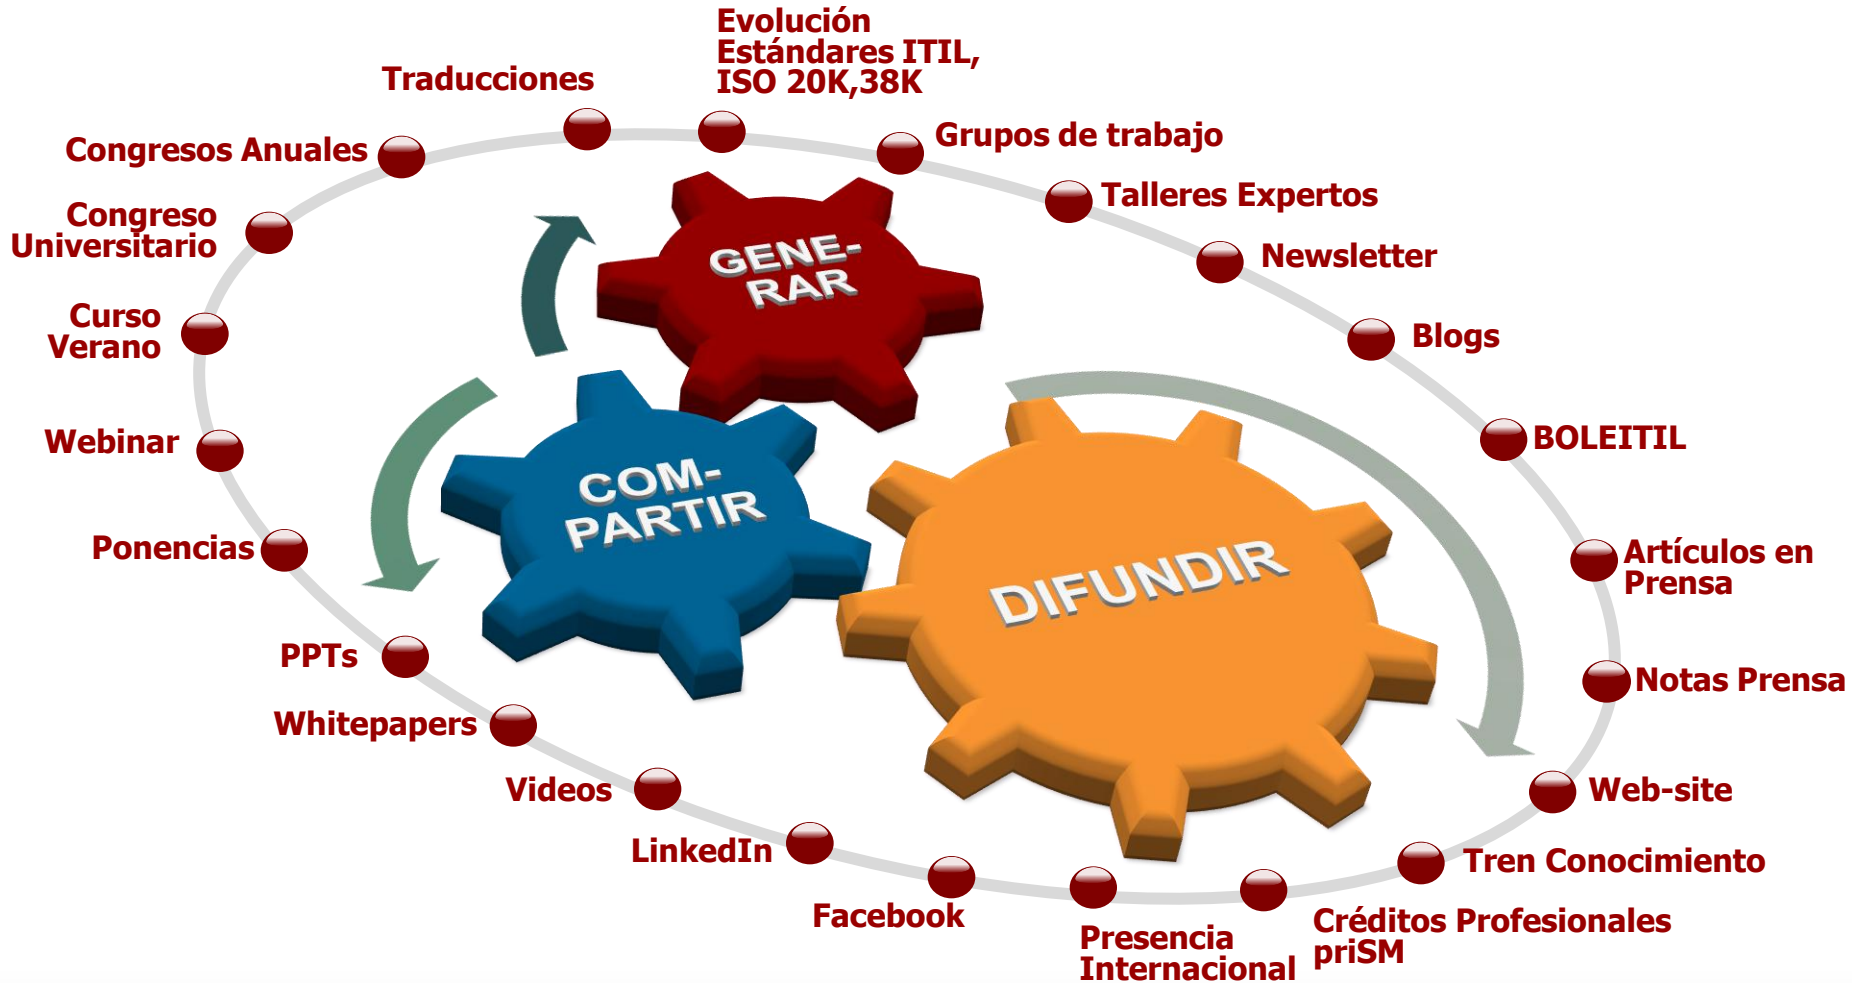 Evolución
Estándares ITIL,
ISO 20K,38K
Grupos de trabajo
Talleres Expertos
Newsletter
Blogs
BOLEITIL
Artículos en
Prensa
Notas Prensa
Web-site
Tren Conocimiento
Créditos Profesionales
priSM
Presencia
Internacional
Facebook
LinkedIn
Videos
Whitepapers
PPTs
Ponencias
Webinar
Curso
Verano
Congreso
Universitario
Congresos Anuales
Traducciones
GENE-
RAR
COM-
PARTIR
DIFUNDIR